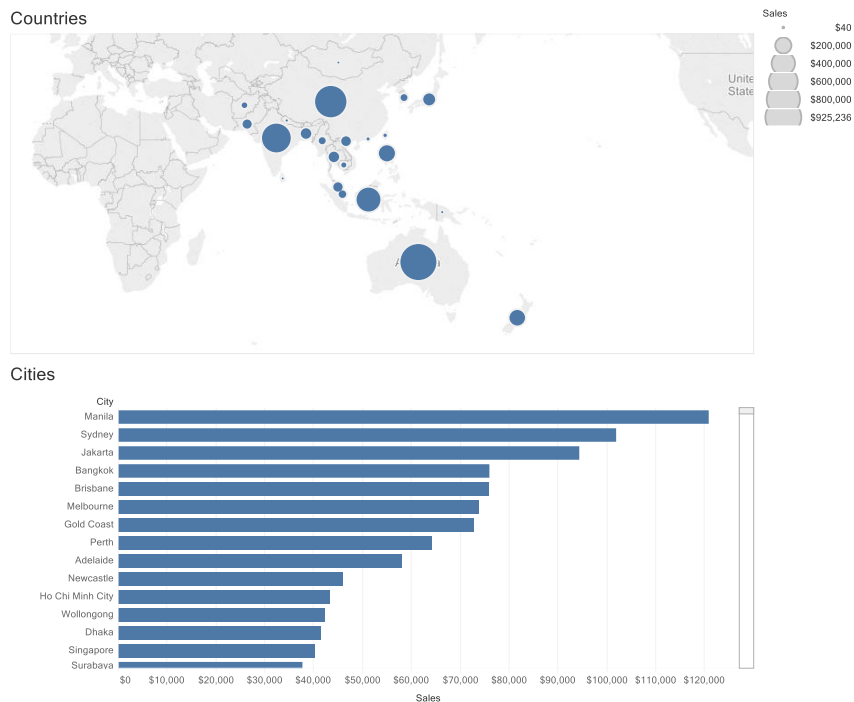 Countries
Sales
$40
$200,000
$400,000
$600,000
$800,000
$925,236
United
State
Cities
City
Manila
Sydney
Jakarta
Bangkok
Brisbane
Melbourne
Gold Coast
Perth
Adelaide
Newcastle
Ho Chi Minh City
Wollongong
Dhaka
Singapore
Surabaya
$0 $10,000 $20,000 $30,000 $40,000 $50,000 $60,000 $70,000 $80,000 $90,000 $100,000 $110,000 $120,000
Sales